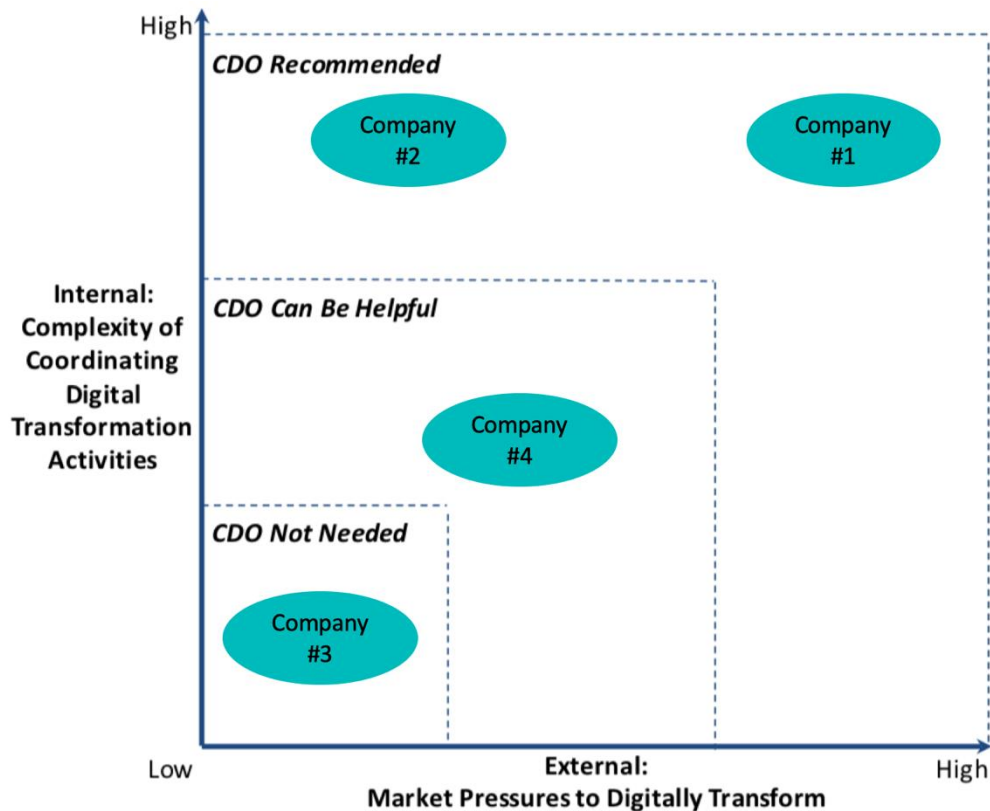 High
CDO Recommended
Company
#2
Company
#1
Internal:
Complexity of
Coordinating
Digital
Transformation
Activities
CDO Can Be Helpful
Company
#4
CDO Not Needed
Company
#3
Low
External:
Market Pressures to Digitally Transform
High